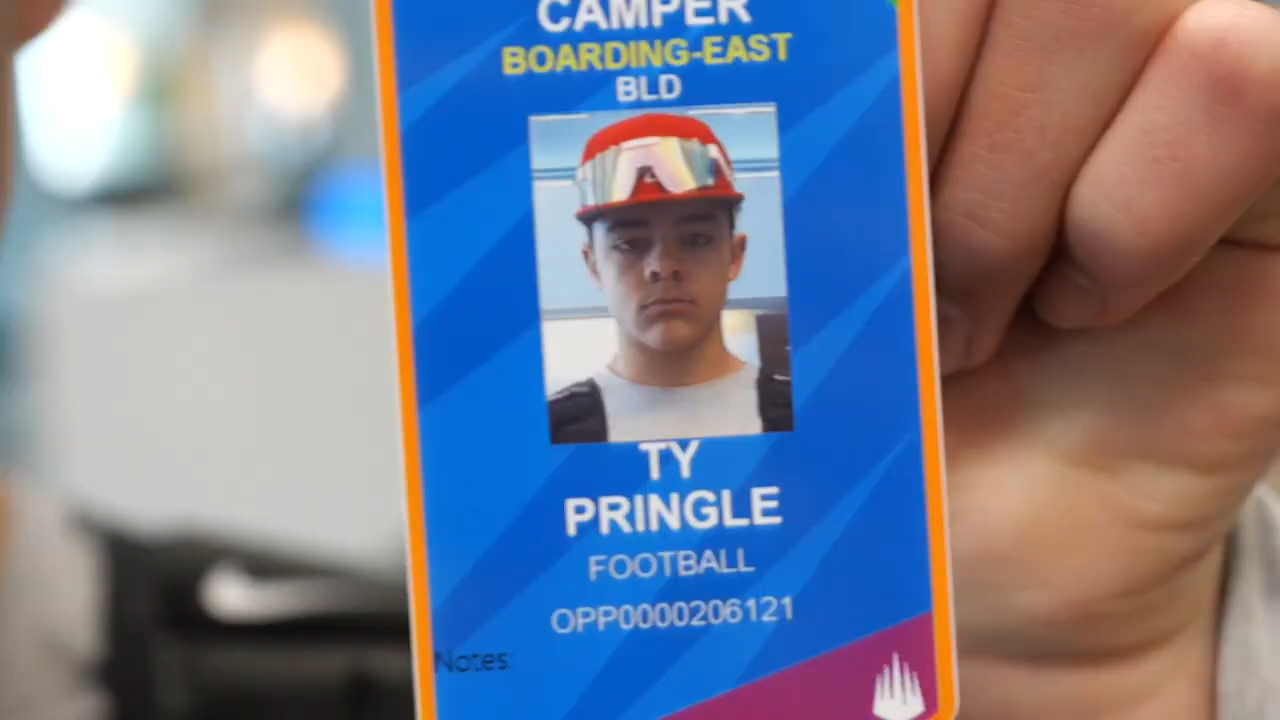 CAMPER
BOARDING-EAST
BLD
TY
PRINGLE
FOOTBALL
OPP0000206121
Notes: